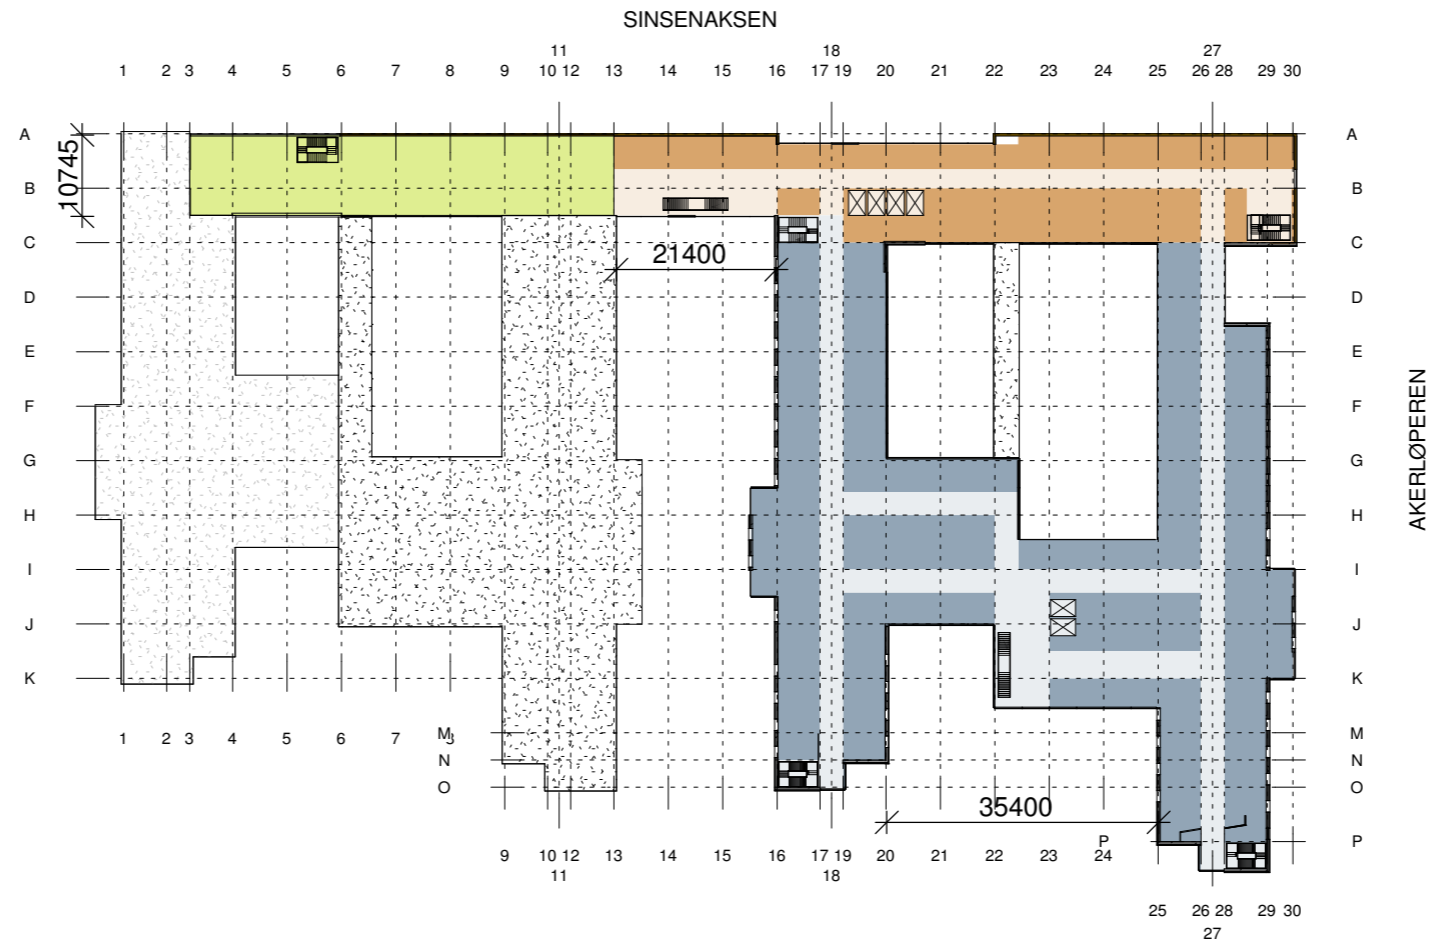 SINSENAKSEN
11 18 27
1 2 3 4 5 6 7 8 9 10 12 13 14 15 16 17 19 20 21 22 23 24 25 26 28 29 30
A A
10745
B B
C C
21400
D D
E E
F F
AKERLØPEREN
G G
H H
I I
J J
K K
M M
1 2 3 4 5 6 7 8
N N
O O
35400
P P
9 10 12 13 14 15 16 17 19 20 21 22 23 24
11 18
25 26 28 29 30
27